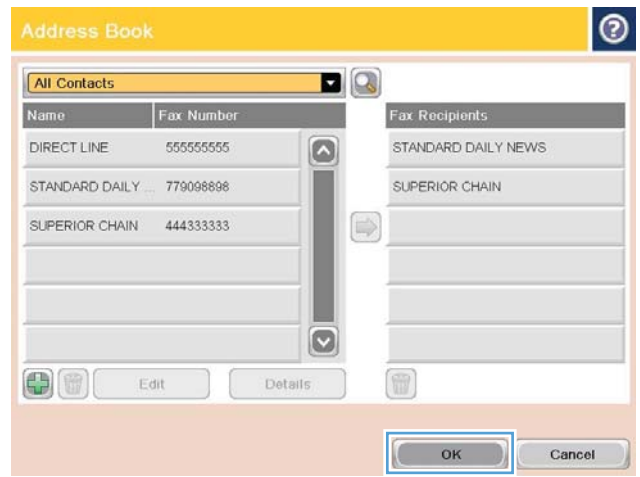 Address Book
?
All Contacts
Name Fax Number Fax Recipients
DIRECT LINE 555555555 STANDARD DAILY NEWS
STANDARD DAILY ... 779098898 SUPERIOR CHAIN
SUPERIOR CHAIN 444333333
Edit Details
OK Cancel